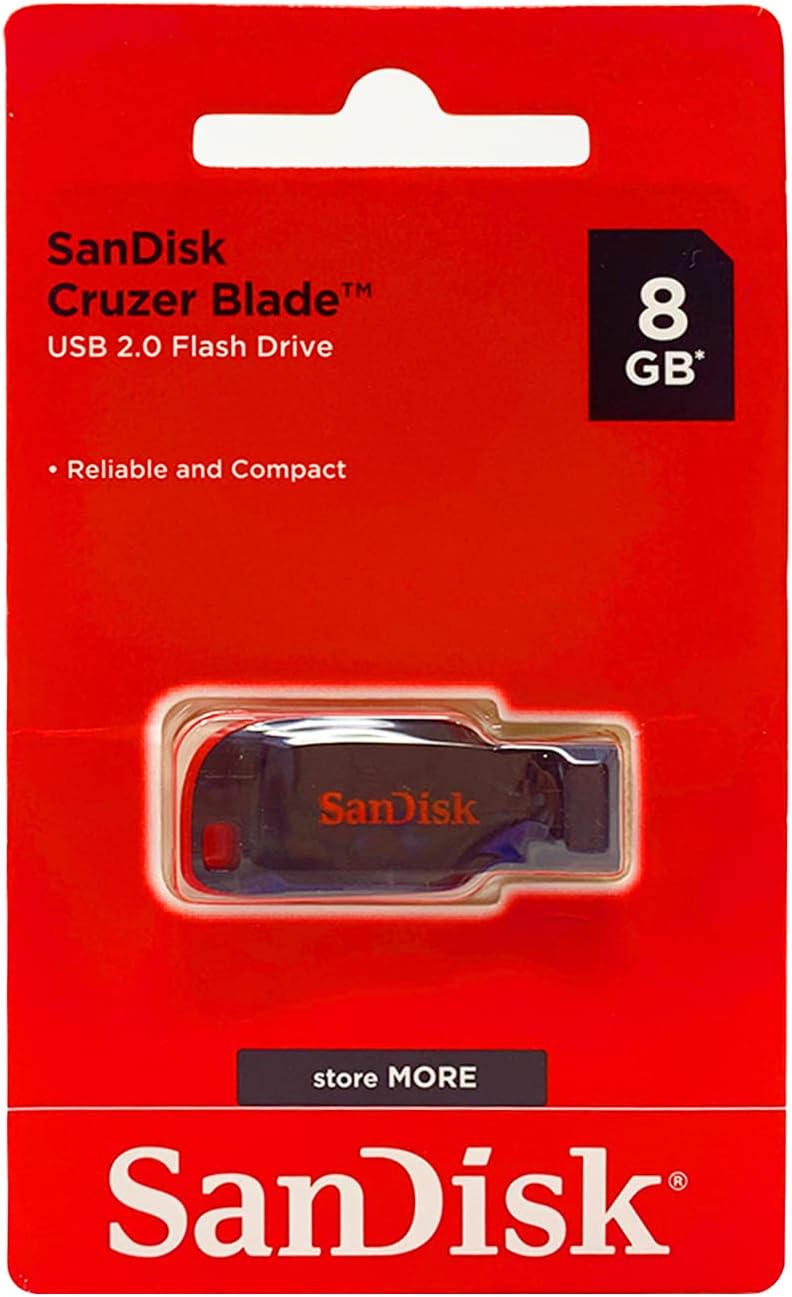 SanDisk
Cruzer Blade™
USB 2.0 Flash Drive
8
GB*
• Reliable and Compact
SanDisk
store MORE
SanDisk®